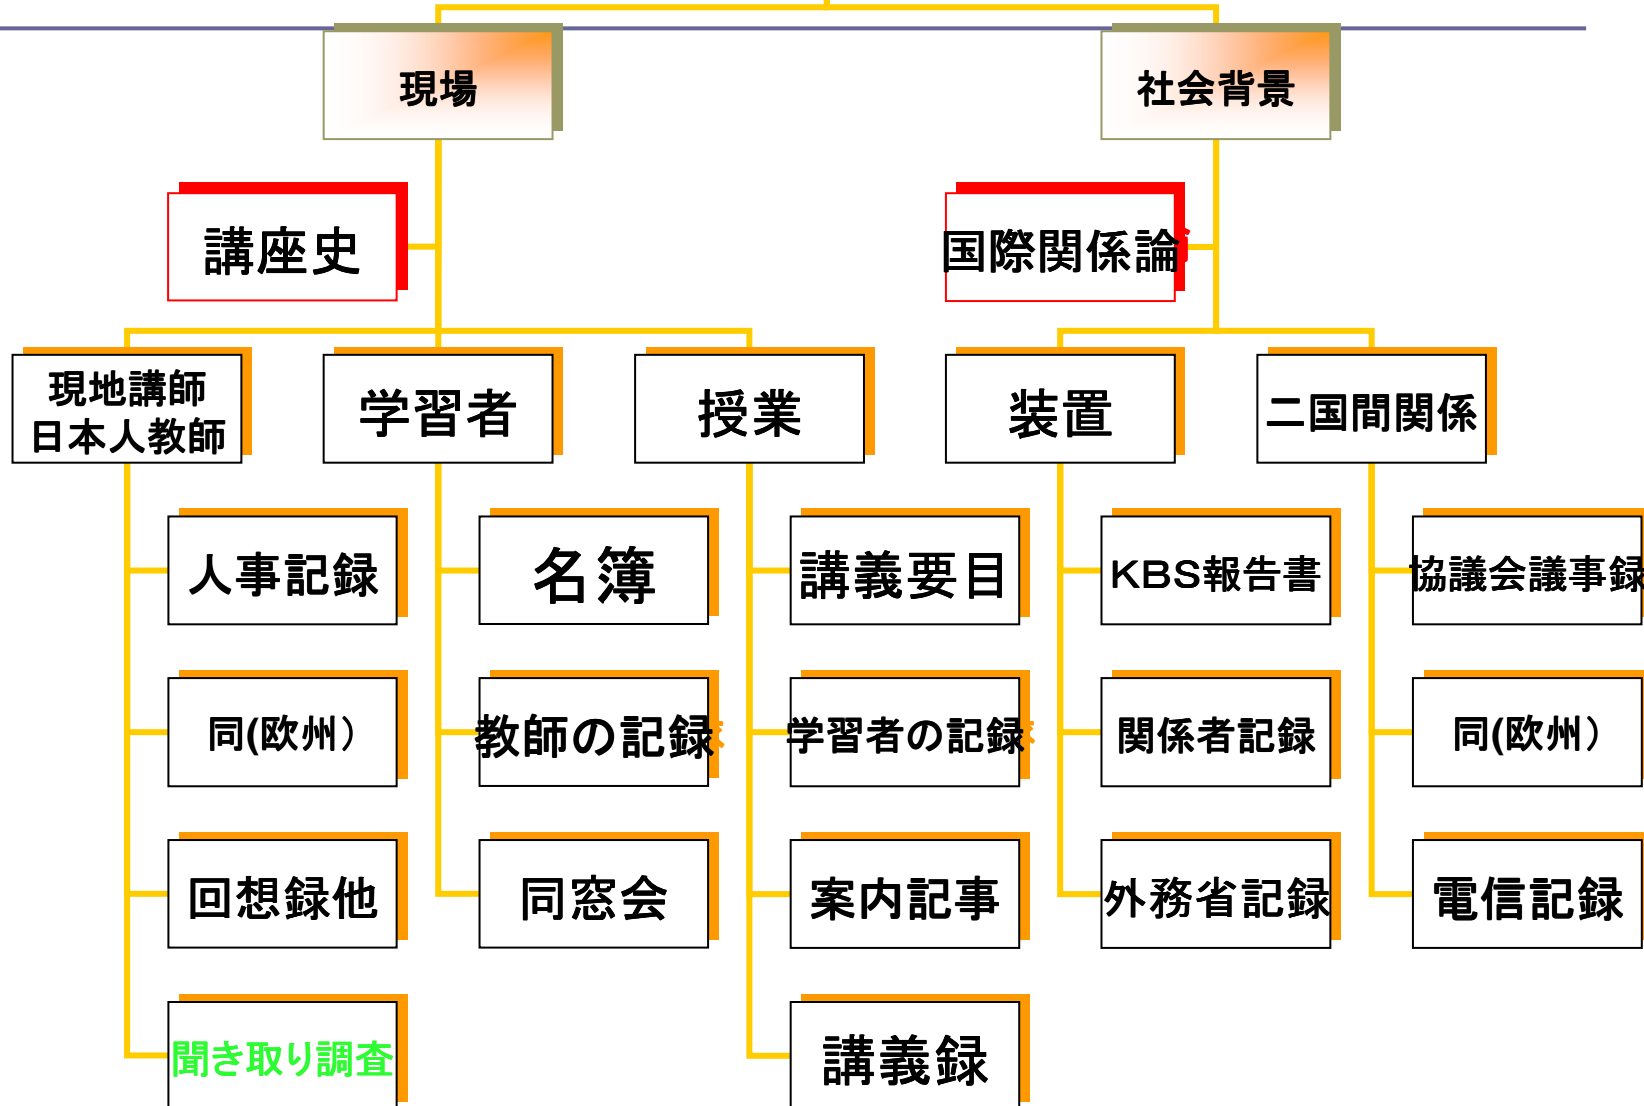 現場
社会背景
講座史
国際関係論
現地講師
日本人教師
学習者
授業
装置
二国間関係
人事記録
名簿
講義要目
KBS報告書
協議会議事録
同(欧州）
教師の記録
学習者の記録
関係者記録
同(欧州）
回想録他
同窓会
案内記事
外務省記録
電信記録
聞き取り調査
講義録